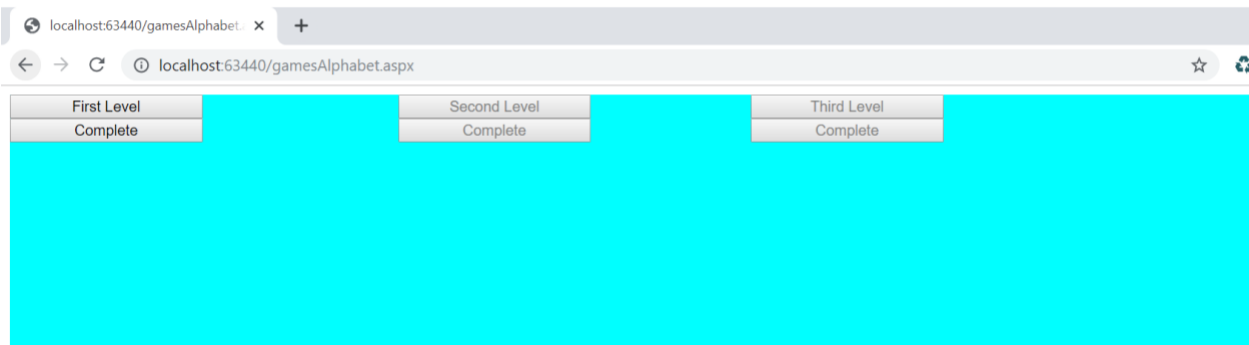 localhost:63440/gamesAlphabet.
localhost:63440/gamesAlphabet.aspx
First Level Second Level Third Level
Complete Complete Complete